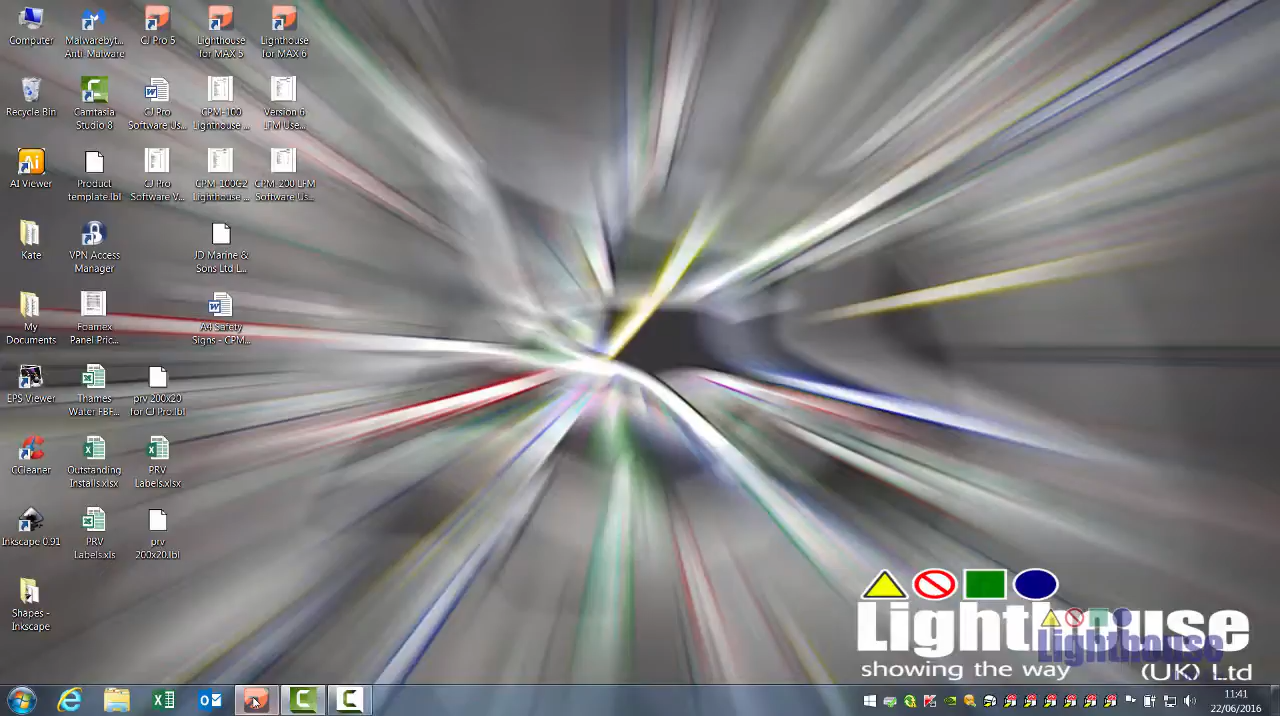 Computer
Malwarebyt...
Anti-Malware
CJ Pro 5
Lighthouse
for MAX 5
Lighthouse
for MAX 6
Recycle Bin
Camtasia
Studio 8
CJ Pro
Software Us...
CPM-100
Lighthouse ...
Version 6
LFM Use...
Ai
AI Viewer
Product
template.lbl
CJ Pro
Software V...
CPM-100G2
Lighthouse ...
CPM-200 LFM
Software Us...
Kate
VPN Access
Manager
JD Marine &
Sons Ltd L...
My
Documents
Foamex
Panel Pric...
A4 Safety
Signs - CPM...
EPS Viewer
Thames
Water FBF...
prv 200x20
for CJ Pro.lbl
CCleaner
Outstanding
Installs.xlsx
PRV
Labels.xlsx
Inkscape 0.91
PRV
Labels.xls
prv
200x20.lbl
Shapes -
Inkscape
Lighthouse
showing the way
(UK) Ltd
Lighthouse
11:41
22/06/2016